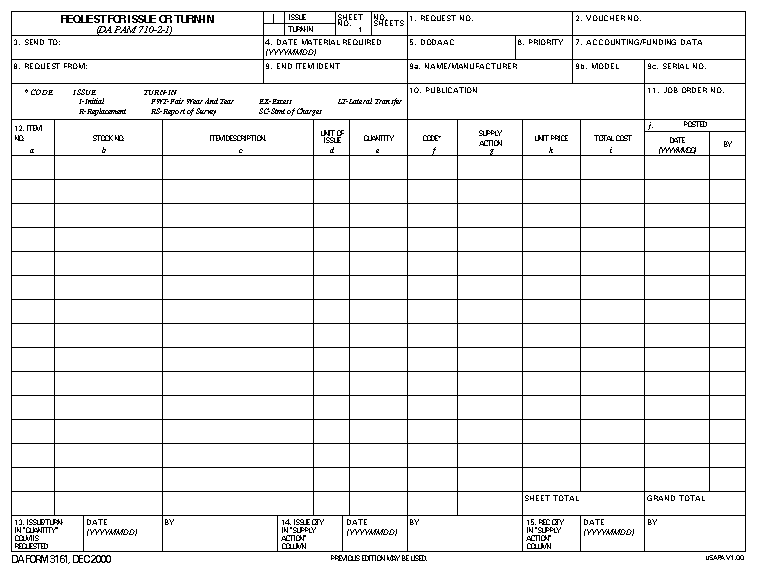 REQUEST FOR ISSUE OR TURN-IN
(DA PAM 710-2-1)
ISSUE
TURN-IN
SHEET NO.
1
NO. SHEETS
1. REQUEST NO.
2. VOUCHER NO.
3. SEND TO:
4. DATE MATERIAL REQUIRED
(YYYYMMDD)
5. DODAAC
6. PRIORITY
7. ACCOUNTING/FUNDING DATA
8. REQUEST FROM:
9. END ITEM IDENT
9a. NAME/MANUFACTURER
9b. MODEL
9c. SERIAL NO.
* CODE ISSUE TURN-IN
I-Initial FWT-Fair Wear And Tear EX-Excess LT-Lateral Transfer
R-Replacement RS-Report of Survey SC-Stmt of Charges
10. PUBLICATION
11. JOB ORDER NO.
12. ITEM
NO.
a
STOCK NO.
b
ITEM DESCRIPTION
c
UNIT OF
ISSUE
d
QUANTITY
e
CODE*
f
SUPPLY
ACTION
g
UNIT PRICE
h
TOTAL COST
i
j. POSTED
DATE
(YYYYMMDD)
BY
SHEET TOTAL
GRAND TOTAL
13. ISSUE/TURN-
IN "QUANTITY"
COLUMN IS
REQUESTED
DATE
(YYYYMMDD)
BY
14. ISSUE QTY
IN "SUPPLY
ACTION"
COLUMN
DATE
(YYYYMMDD)
BY
15. REC QTY
IN "SUPPLY
ACTION"
COLUMN
DATE
(YYYYMMDD)
BY
DA FORM 3161, DEC 2000
PREVIOUS EDITION MAY BE USED.
USAPA V1.00